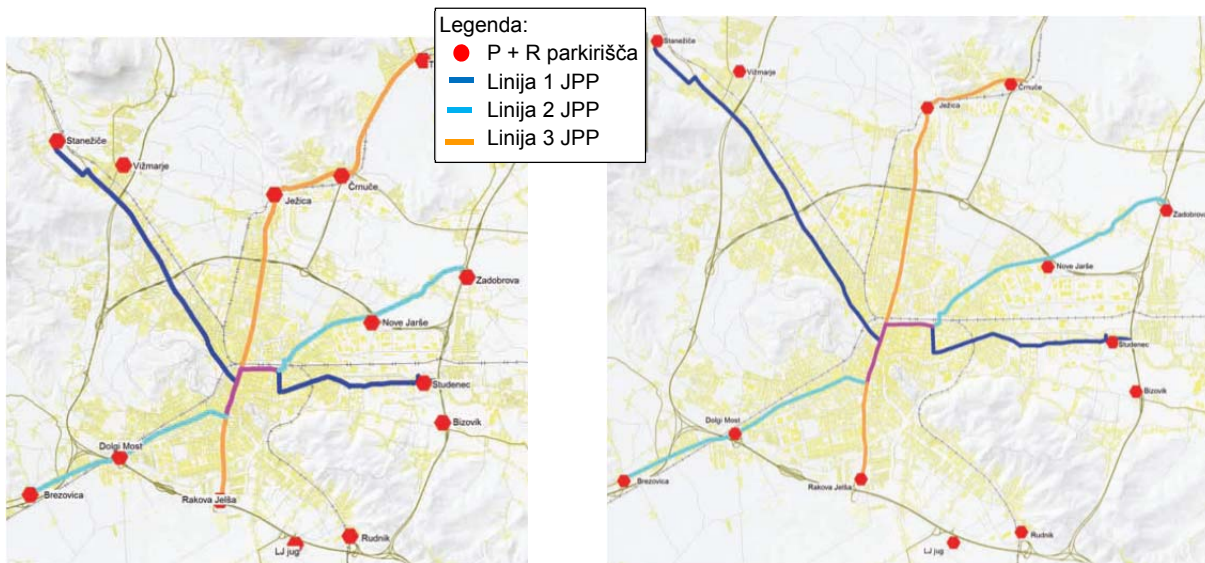 Legenda:
P + R parkirišča
Linija 1 JPP
Linija 2 JPP
Linija 3 JPP
Stanežiče
Vižmarje
Črnuče
Ježica
Zadobrova
Nove Jarše
Studenec
Bizovik
Dolgi Most
Brezovica
Rakova Jelša
Rudnik
LJ jug
Stanežiče
Vižmarje
Črnuče
Ježica
Zadobrova
Nove Jarše
Studenec
Bizovik
Dolgi Most
Brezovica
Rakova Jelša
Rudnik
LJ jug